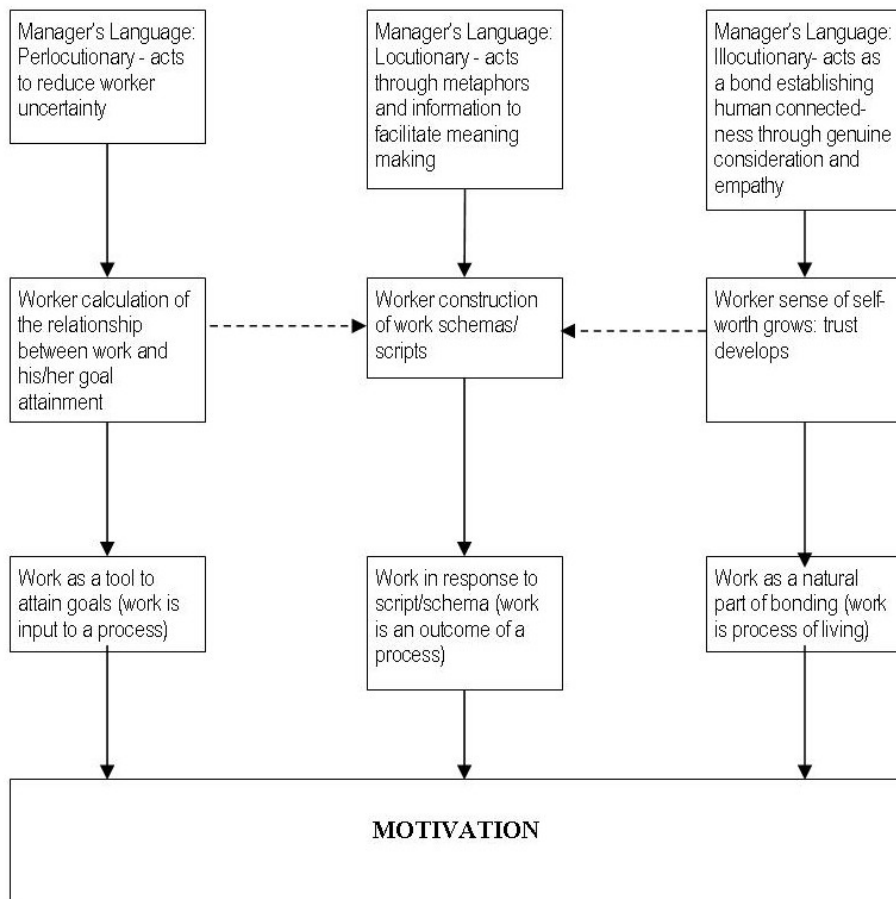 Manager's Language:
Perlocutionary - acts
to reduce worker
uncertainty
Manager's Language:
Locutionary - acts
through metaphors
and information to
facilitate meaning
making
Manager's Language:
Illocutionary- acts as
a bond establishing
human connected-
ness through genuine
consideration and
empathy
Worker calculation of
the relationship
between work and
his/her goal
attainment
Worker construction
of work schemas/
scripts
Worker sense of self-
worth grows: trust
develops
Work as a tool to
attain goals (work is
input to a process)
Work in response to
script/schema (work
is an outcome of a
process)
Work as a natural
part of bonding (work
is process of living)
MOTIVATION